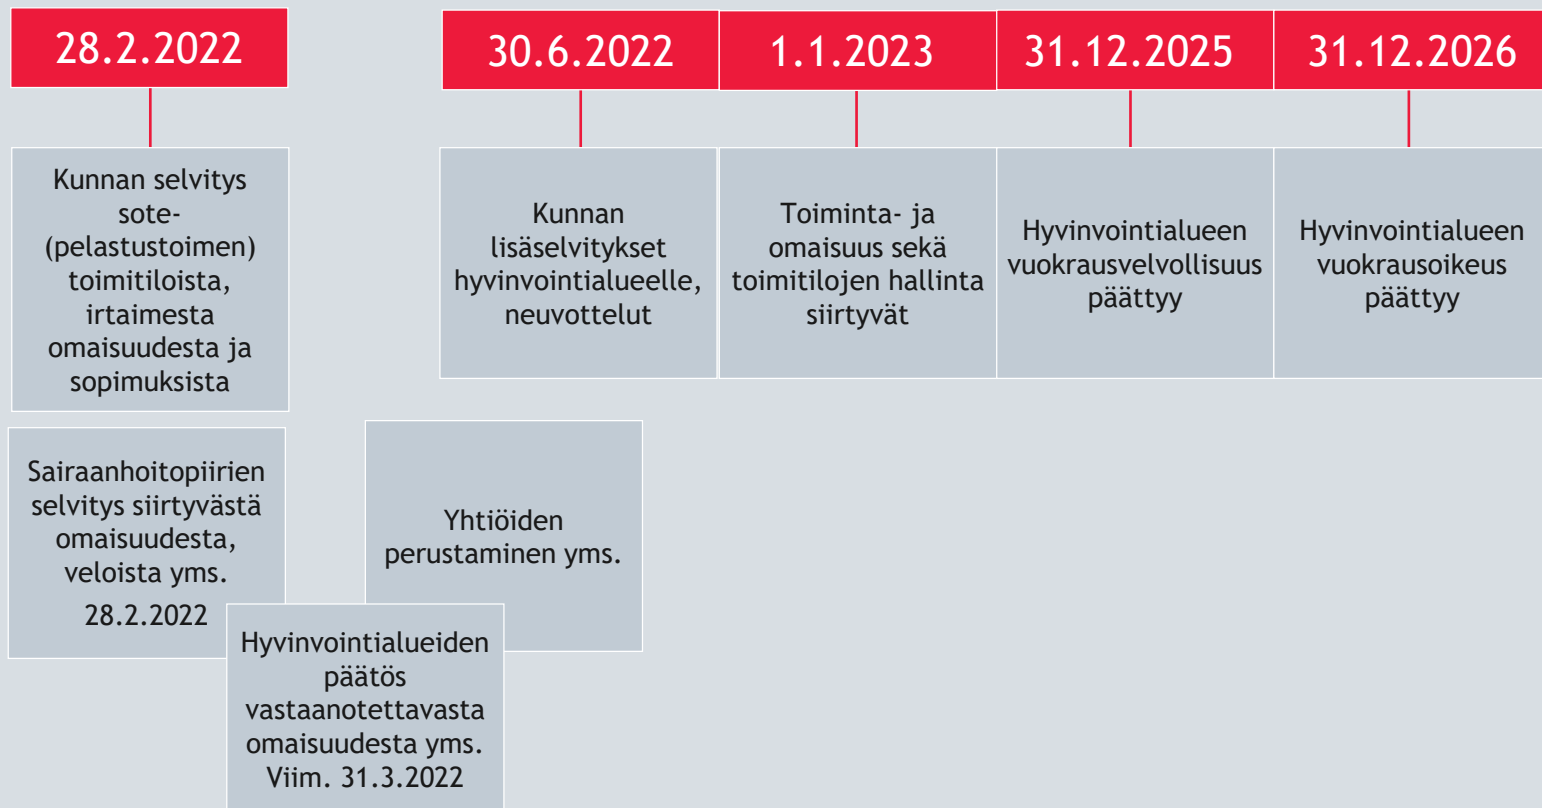 28.2.2022
Kunnan selvitys
sote-
(pelastustoimen)
toimitiloista,
irtaimesta
omaisuudesta ja
sopimuksista
30.6.2022
Kunnan
lisäselvitykset
hyvinvointialueelle,
neuvottelut
1.1.2023
Toiminta- ja
omaisuus sekä
toimitilojen hallinta
siirtyvät
31.12.2025
Hyvinvointialueen
vuokrausvelvollisuus
päättyy
31.12.2026
Hyvinvointialueen
vuokrausoikeus
päättyy
Sairaanhoitopiirien
selvitys siirtyvästä
omaisuudesta,
veloista yms.
28.2.2022
Hyvinvointialueiden
päätös
vastaanotettavasta
omaisuudesta yms.
Viim. 31.3.2022
Yhtiöiden
perustaminen yms.